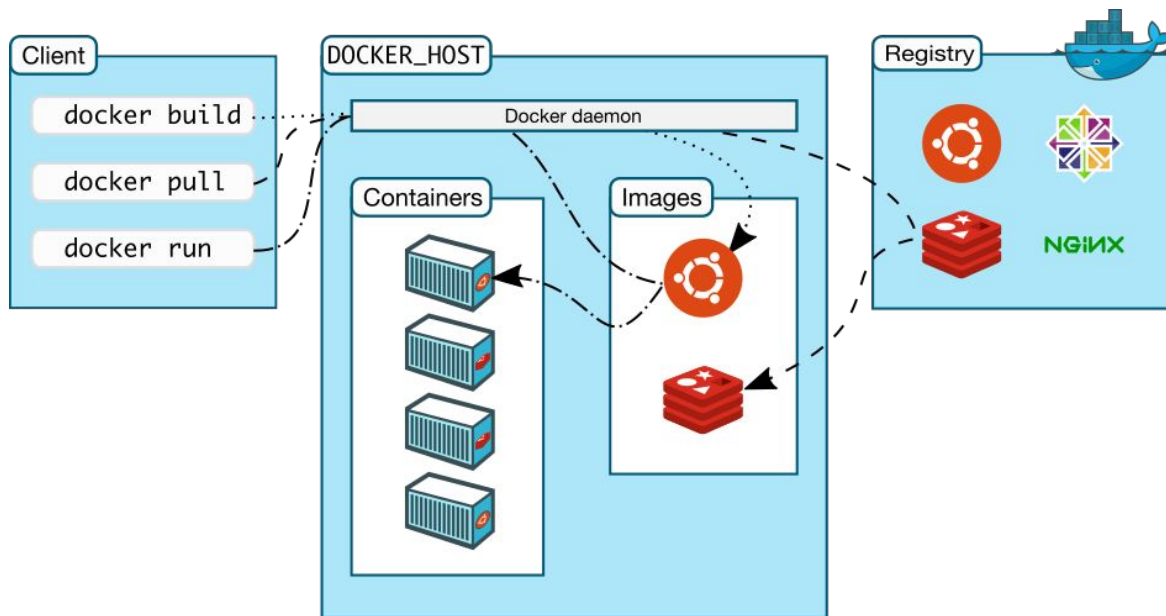 Client
docker build
docker pull
docker run
DOCKER_HOST
Docker daemon
Containers
Images
Registry
NGiNX